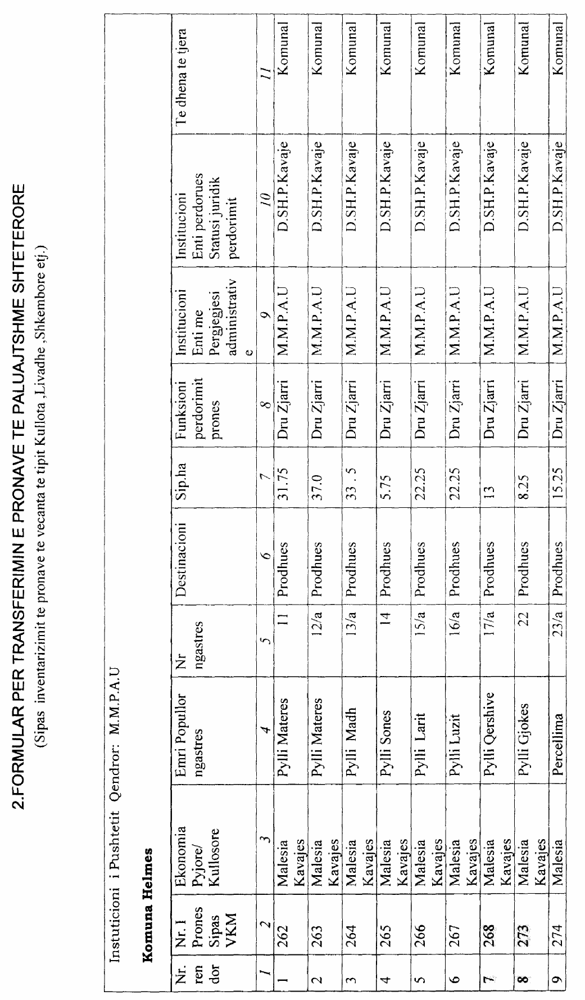 2.FORMULAR PER TRANSFERIMIN E PRONAVE TE PALUAJTSHME SHTETERORE
(Sipas inventarizimit te pronave te vecanta te tipit Kullota ,Livadhe ,Shkembore etj.)
Instuticioni i Pushtetit Qendror: M.M.P.A.U
Komuna Helmes
Nr. ren dor | Nr. I Prones Sipas VKM | Ekonomia Pyjore/ Kullosore | Emri Popullor ngastres | Nr ngastres | Destinacioni | Sip.ha | Funksioni perdorimit prones | Institucioni Enti me Pergjegjesi administrativ e | Institucioni Enti perdorues Statusi juridik perdorimit | Te dhena te tjera
1 | 2 | 3 | 4 | 5 | 6 | 7 | 8 | 9 | 10 | 11
1 | 262 | Malesia Kavajes | Pylli Materes | 11 | Prodhues | 31.75 | Dru Zjarri | M.M.P.A.U | D.SH.P.Kavaje | Komunal
2 | 263 | Malesia Kavajes | Pylli Materes | 12/a | Prodhues | 37.0 | Dru Zjarri | M.M.P.A.U | D.SH.P.Kavaje | Komunal
3 | 264 | Malesia Kavajes | Pylli Madh | 13/a | Prodhues | 33 . 5 | Dru Zjarri | M.M.P.A.U | D.SH.P.Kavaje | Komunal
4 | 265 | Malesia Kavajes | Pylli Sones | 14 | Prodhues | 5.75 | Dru Zjarri | M.M.P.A.U | D.SH.P.Kavaje | Komunal
5 | 266 | Malesia Kavajes | Pylli Larit | 15/a | Prodhues | 22.25 | Dru Zjarri | M.M.P.A.U | D.SH.P.Kavaje | Komunal
6 | 267 | Malesia Kavajes | Pylli Luzit | 16/a | Prodhues | 22.25 | Dru Zjarri | M.M.P.A.U | D.SH.P.Kavaje | Komunal
7 | 268 | Malesia Kavajes | Pylli Qershive | 17/a | Prodhues | 13 | Dru Zjarri | M.M.P.A.U | D.SH.P.Kavaje | Komunal
8 | 273 | Malesia Kavajes | Pylli Gjokes | 22 | Prodhues | 8.25 | Dru Zjarri | M.M.P.A.U | D.SH.P.Kavaje | Komunal
9 | 274 | Malesia | Percellima | 23/a | Prodhues | 15.25 | Dru Zjarri | M.M.P.A.U | D.SH.P.Kavaje | Komunal